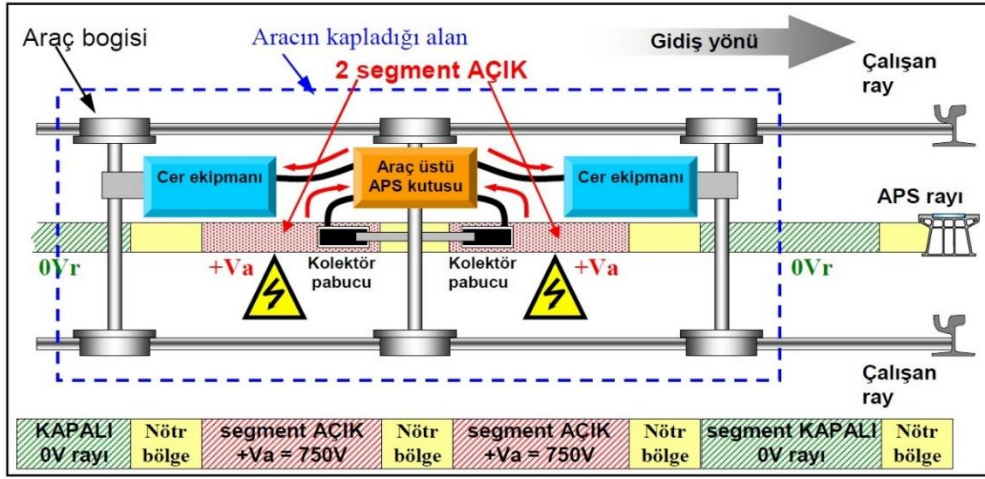 Araç bogisi
Aracın kapladığı alan
2 segment AÇIK
Gidiş yönü
Çalışan
ray
Cer ekipmanı
Araç üstü
APS kutusu
Cer ekipmanı
APS rayı
0Vr
+Va
Kolektör
pabucu
Kolektör
pabucu
+Va
0Vr
Çalışan
ray
KAPALI
0V rayı
Nötr
bölge
segment AÇIK
+Va = 750V
Nötr
bölge
segment AÇIK
+Va = 750V
Nötr
bölge
segment KAPALI
0V rayı
Nötr
bölge